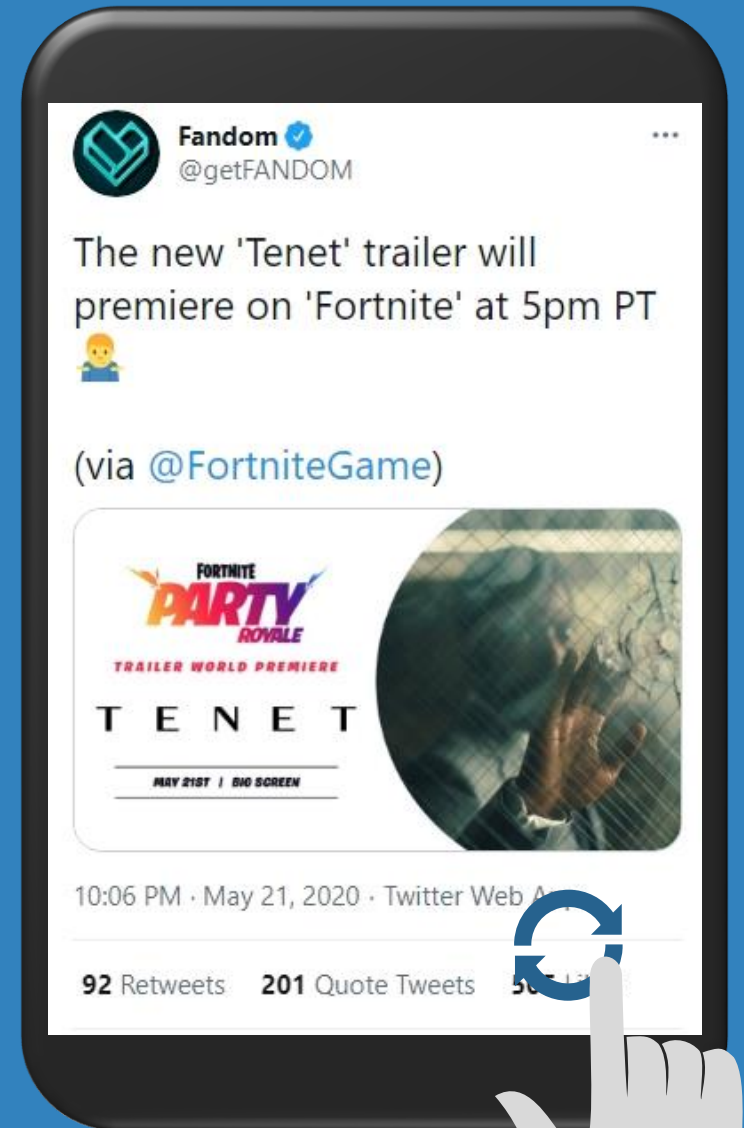 Fandom
@getFANDOM
The new 'Tenet' trailer will
premiere on 'Fortnite' at 5pm PT
(via @FortniteGame)
FORTNITE
PARTY
ROYALE
TRAILER WORLD PREMIERE
TENET
MAY 21ST | BIG SCREEN
10:06 PM · May 21, 2020 · Twitter Web
92 Retweets 201 Quote Tweets